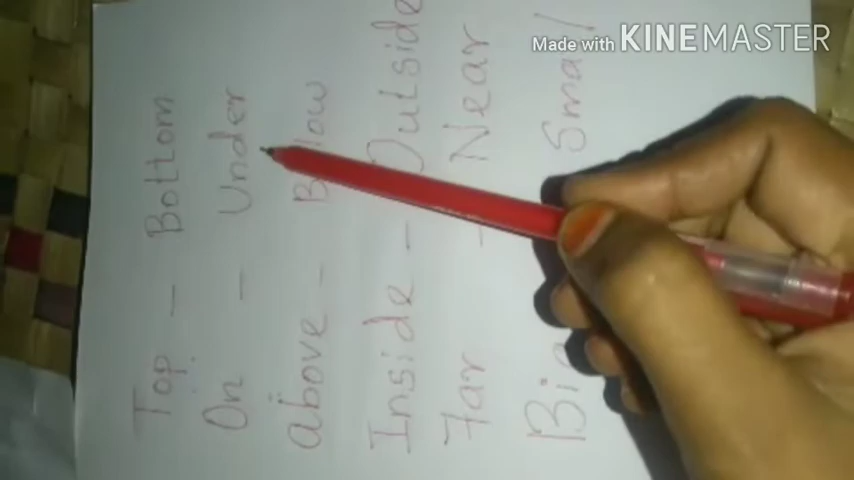 Made with KINEMASTER
Top - Bottom
On - Under
above - Below
Inside - Outside
Far - Near
Big Small